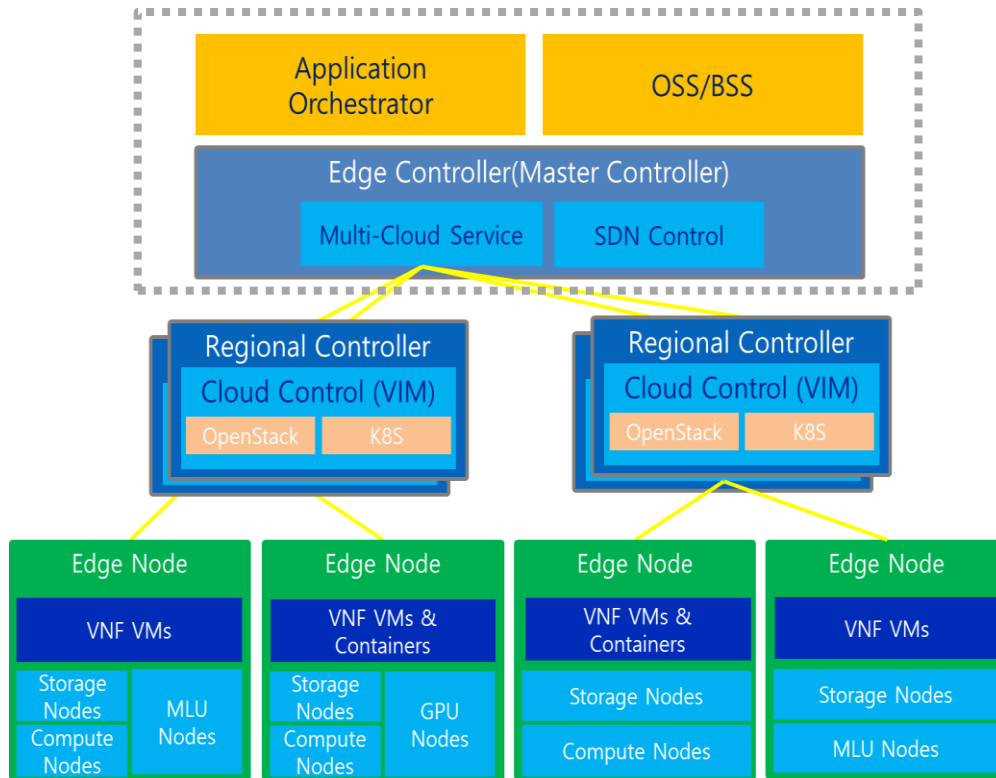 Application
Orchestrator
OSS/BSS
Edge Controller(Master Controller)
Multi-Cloud Service
SDN Control
Regional Controller
Cloud Control (VIM)
OpenStack
K8S
Regional Controller
Cloud Control (VIM)
OpenStack
K8S
Edge Node
VNF VMs
Storage
Nodes
Compute
Nodes
MLU
Nodes
Edge Node
VNF VMs &
Containers
Storage
Nodes
Compute
Nodes
GPU
Nodes
Edge Node
VNF VMs &
Containers
Storage Nodes
Compute Nodes
Edge Node
VNF VMs
Storage Nodes
MLU Nodes